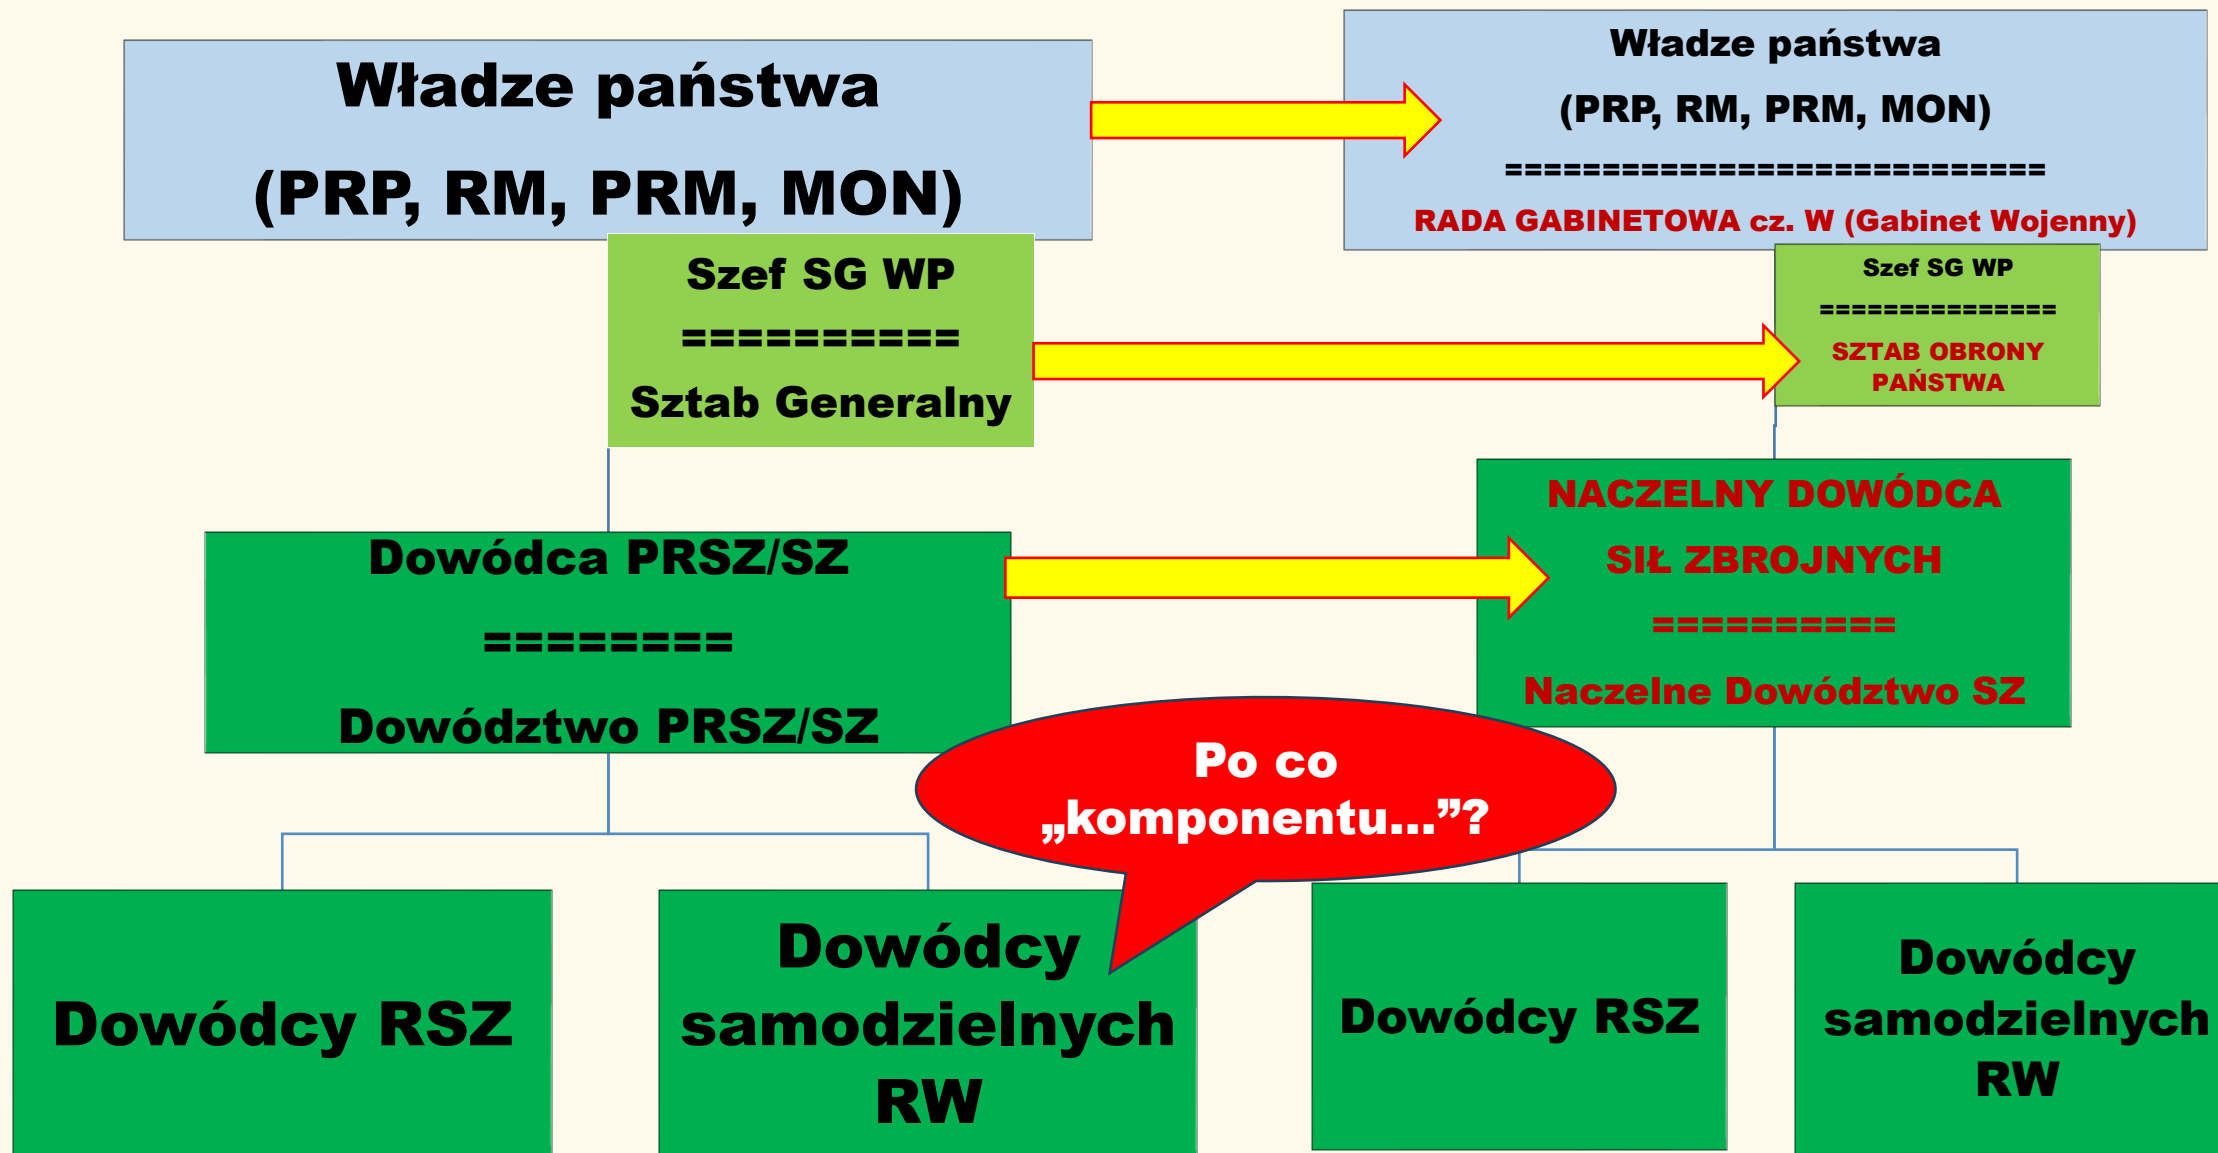 Władze państwa
(PRP, RM, PRM, MON)
Szef SG WP
==========
Sztab Generalny
Dowódca PRSZ/SZ
========
Dowództwo PRSZ/SZ
Dowódcy RSZ
Dowódcy
samodzielnych
RW
Po co
„komponentu...”?
Władze państwa
(PRP, RM, PRM, MON)
============================
RADA GABINETOWA cz. W (Gabinet Wojenny)
Szef SG WP
===============
SZTAB OBRONY
PAŃSTWA
NACZELNY DOWÓDCA
SIŁ ZBROJNYCH
==========
Naczelne Dowództwo SZ
Dowódcy RSZ
Dowódcy
samodzielnych
RW